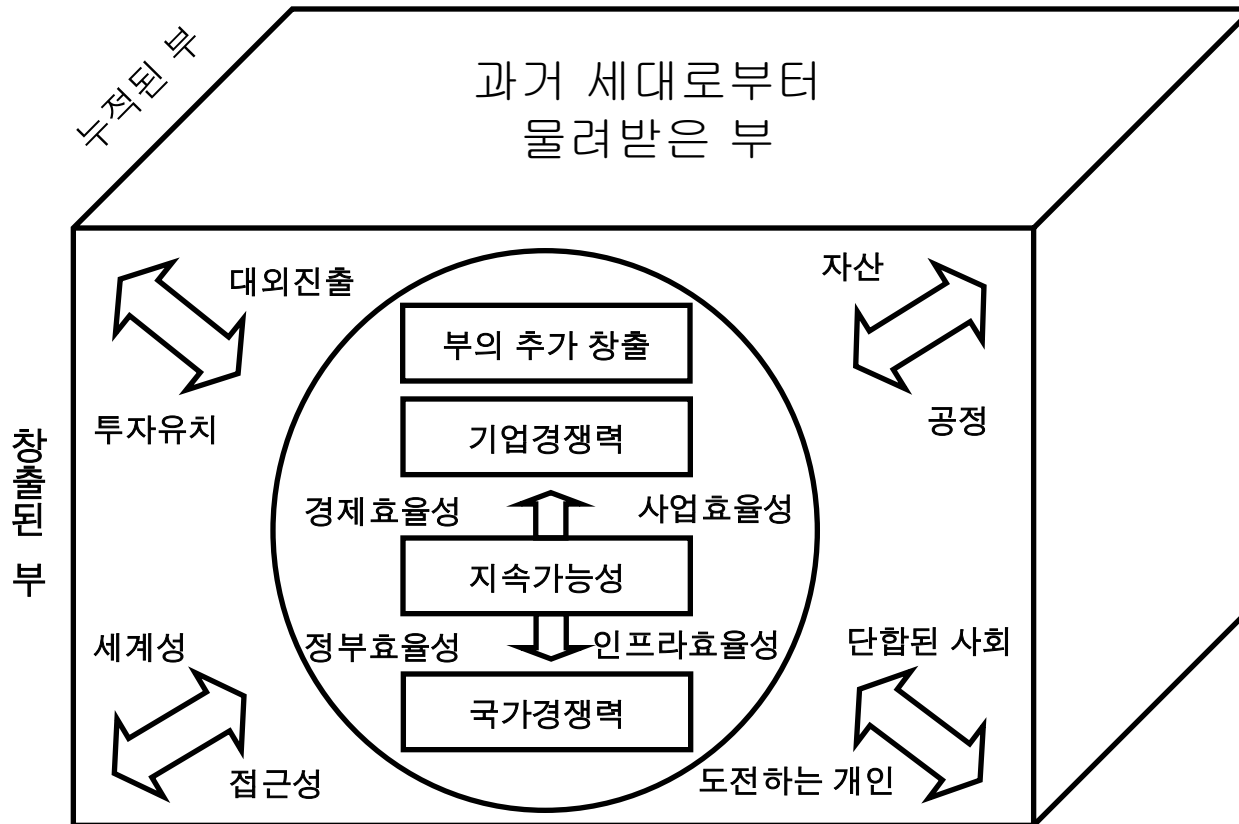 누적된 부
과거 세대로부터
물려받은 부
창출된 부
대외진출
투자유치
자산
공정
부의 추가 창출
기업경쟁력
경제효율성
사업효율성
지속가능성
정부효율성
인프라효율성
국가경쟁력
세계성
접근성
단합된 사회
도전하는 개인